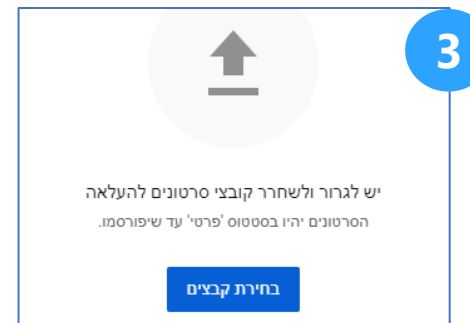 3
יש לגרור ולשחרר קובצי סרטונים להעלאה
הסרטונים יהיו בסטטוס 'פרטי' עד שיפורסמו.
בחירת קבצים